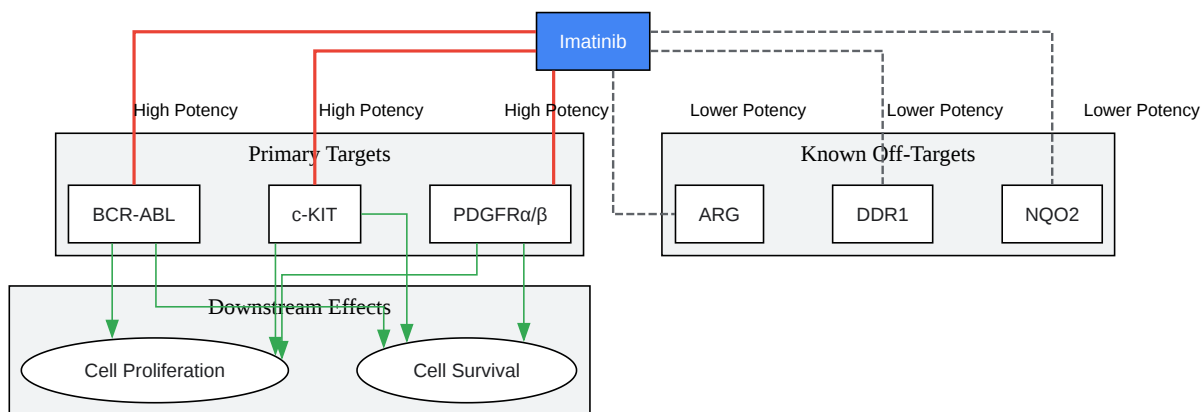 Imatinib
High Potency
High Potency
High Potency
Lower Potency
Lower Potency
Lower Potency
Primary Targets
Known Off-Targets
BCR-ABL
c-KIT
PDGFRα/β
ARG
DDR1
NQO2
Downstream Effects
Cell Proliferation
Cell Survival